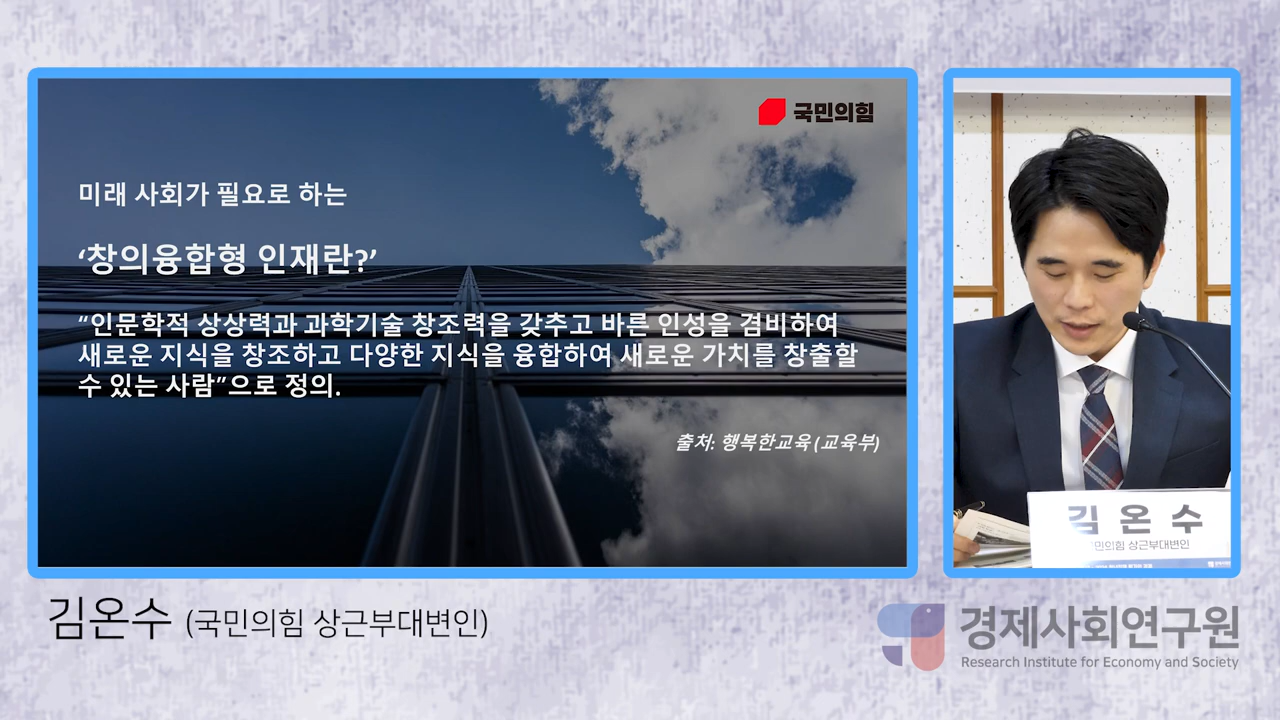 국민의힘
미래 사회가 필요로 하는
‘창의융합형 인재란?’
“인문학적 상상력과 과학기술 창조력을 갖추고 바른 인성을 겸비하여
새로운 지식을 창조하고 다양한 지식을 융합하여 새로운 가치를 창출할
수 있는 사람”으로 정의.
출처: 행복한교육 (교육부)
김 온 수
국민의힘 상근부대변인
김온수 (국민의힘 상근부대변인)
경제사회연구원
Research Institute for Economy and Society